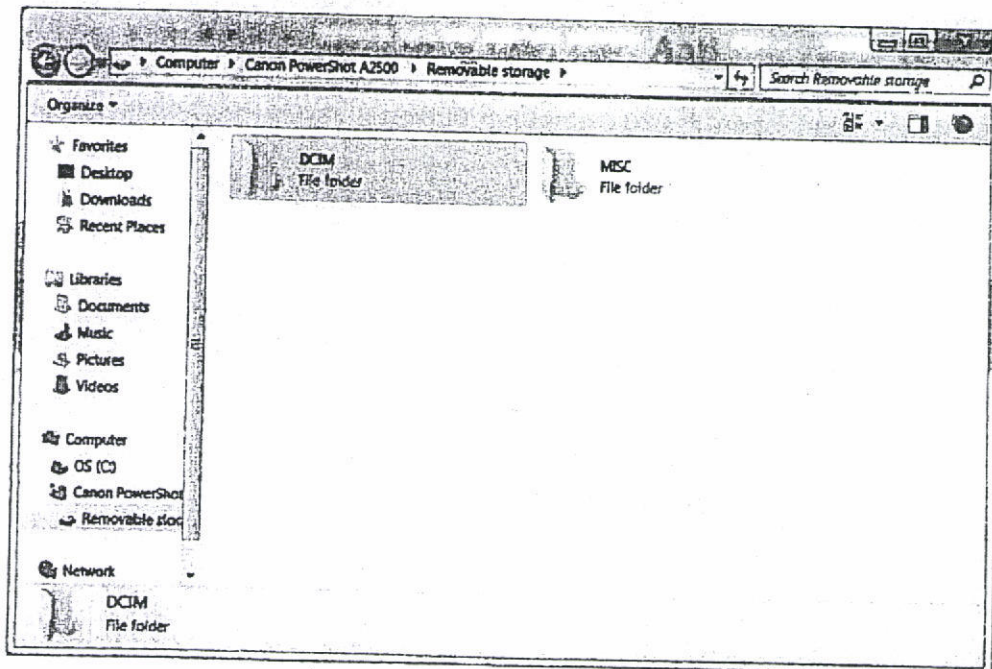 Computer ▸ Canon PowerShot A2500 ▸ Removable storage ▸
Search Removable storage
Organize
Favorites
Desktop
Downloads
Recent Places
Libraries
Documents
Music
Pictures
Videos
Computer
OS (C)
Canon PowerShot
Removable stor
Network
DCIM
File folder
MISC
File folder
DCIM
File folder